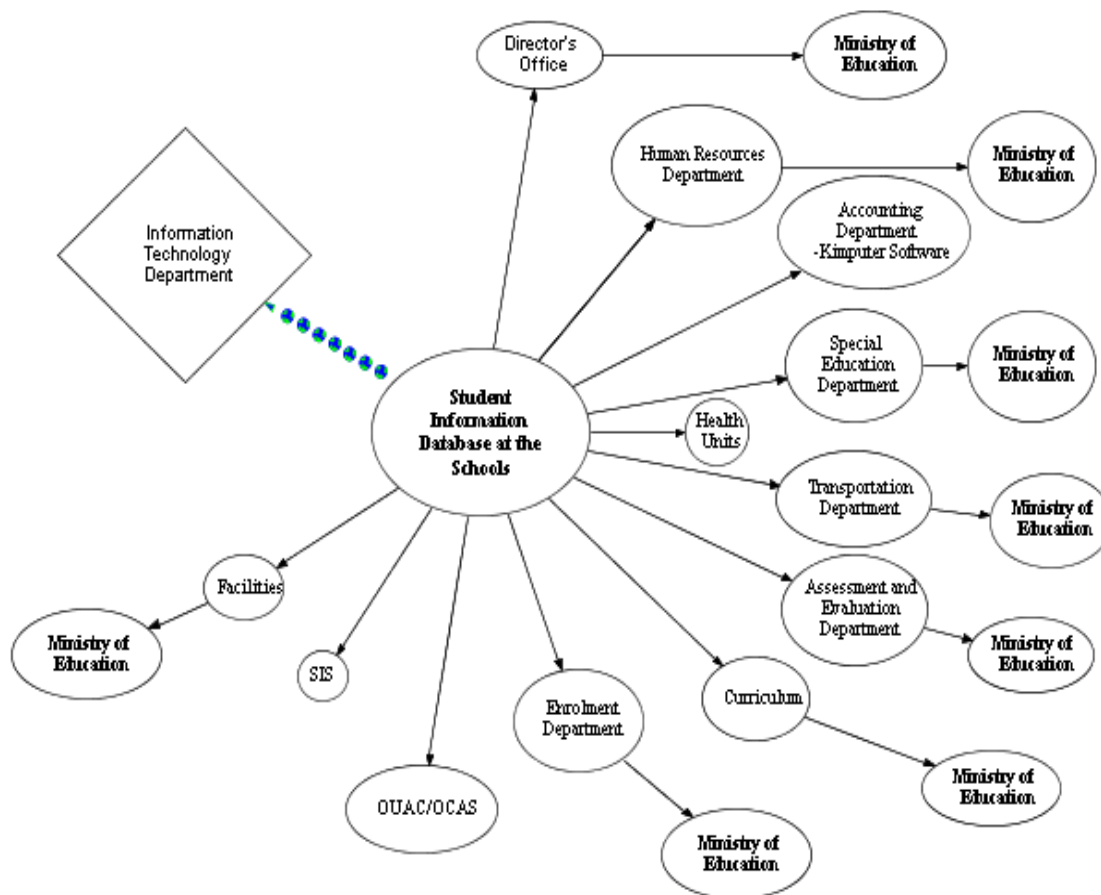 Director's
Office
Ministry of
Education
Human Resources
Department
Ministry of
Education
Accounting
Department
-Kimputer Software
Information
Technology
Department
Special
Education
Department
Ministry of
Education
Student
Information
Database at the
Schools
Health
Units
Transportation
Department
Ministry of
Education
Facilities
Assessment and
Evaluation
Department
Ministry of
Education
Ministry of
Education
SIS
Enrolment
Department
Curriculum
Ministry of
Education
OUAC/OCAS
Ministry of
Education